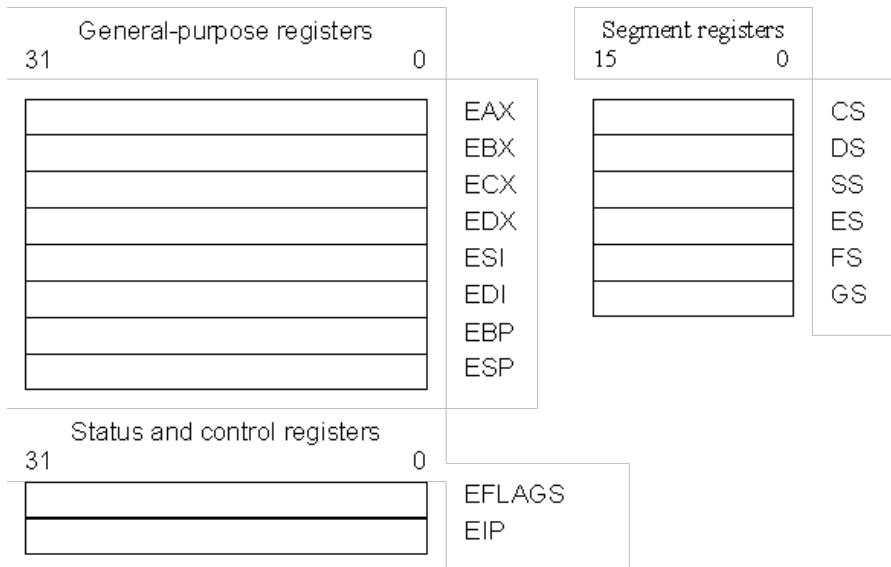 General-purpose registers
31 0
EAX
EBX
ECX
EDX
ESI
EDI
EBP
ESP
Segment registers
15 0
CS
DS
SS
ES
FS
GS
Status and control registers
31 0
EFLAGS
EIP